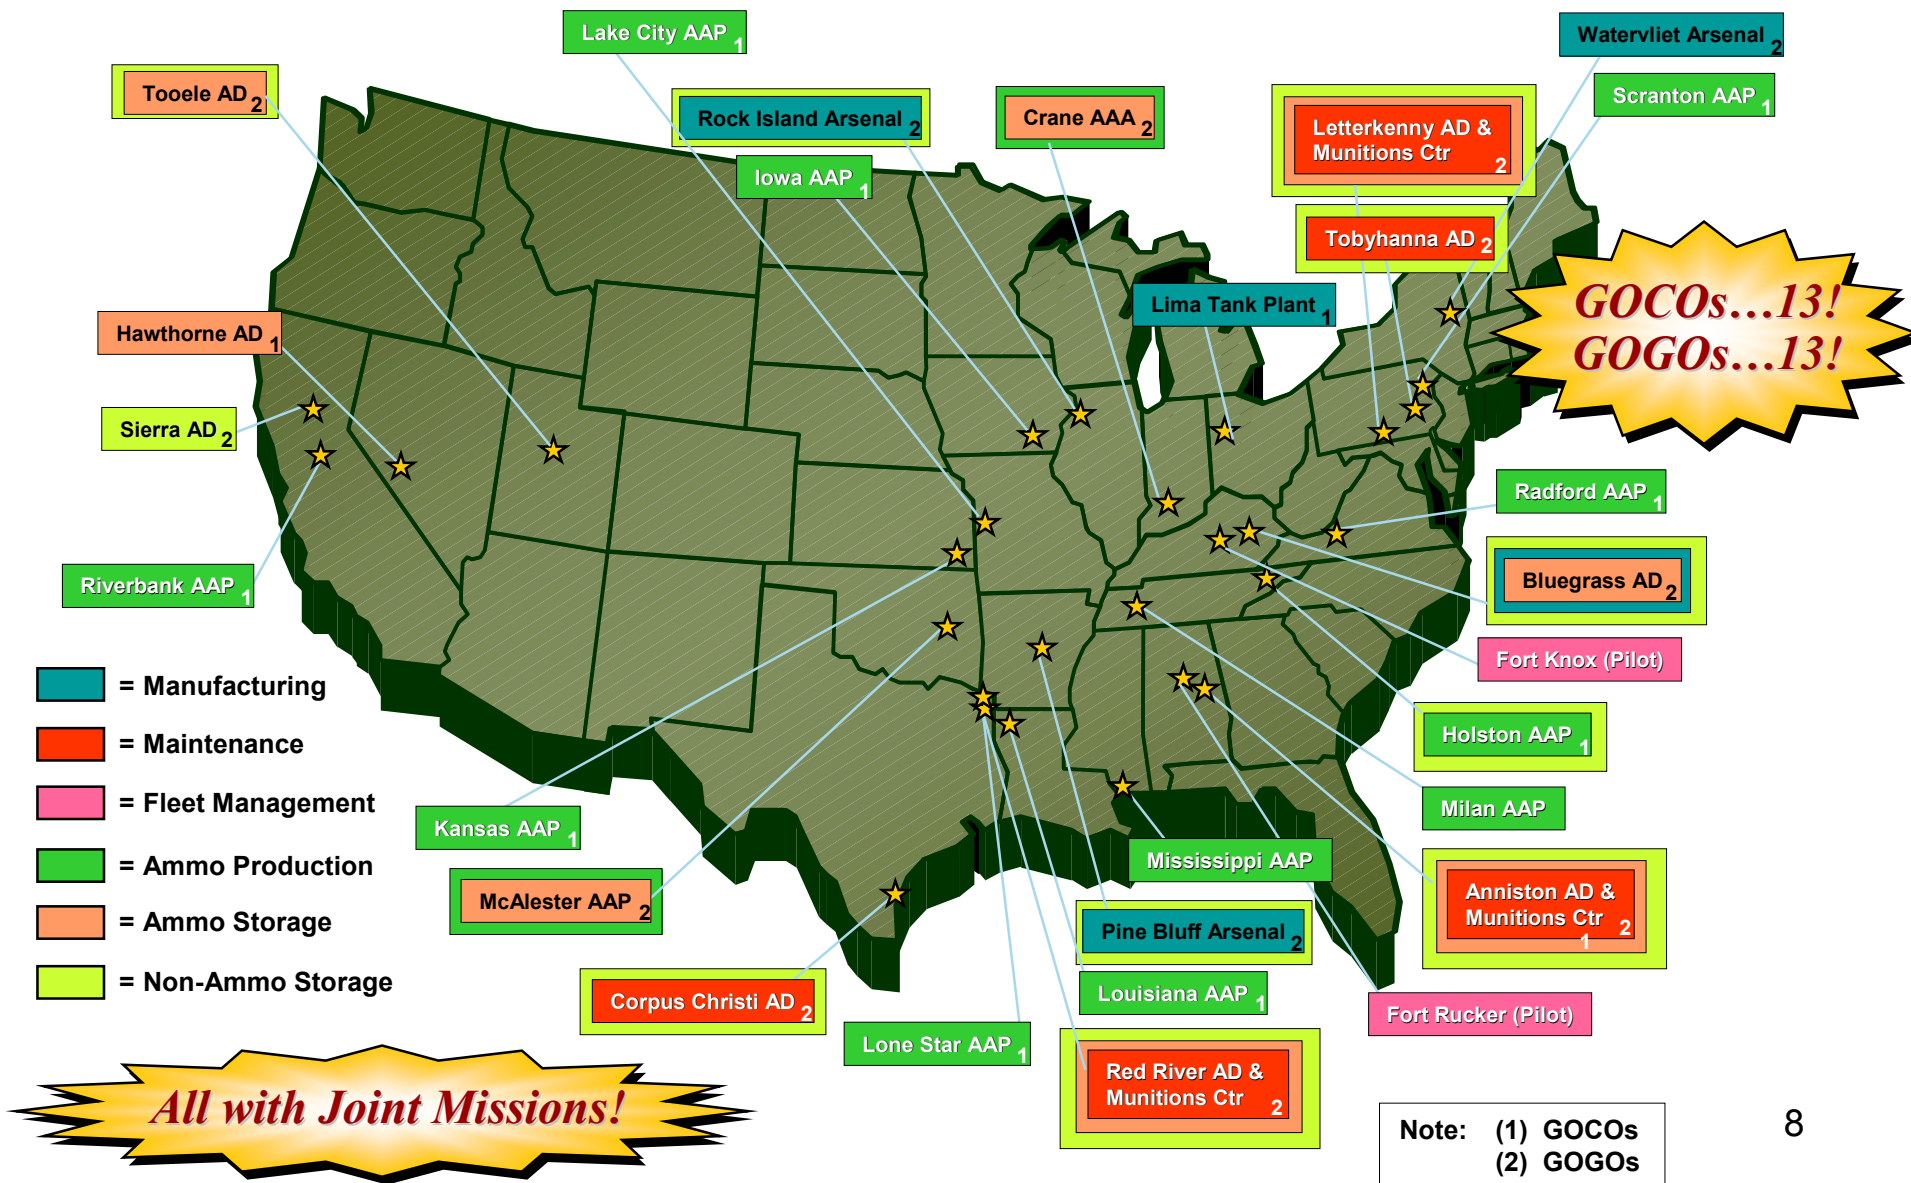 Lake City AAP 1
Watervliet Arsenal 2
Tooele AD 2
Rock Island Arsenal 2
Crane AAA 2
Scranton AAP 1
Letterkenny AD &
Munitions Ctr
2
Iowa AAP 1
Tobyhanna AD 2
Lima Tank Plant 1
GOCOs...13!
GOGOs...13!
Hawthorne AD 1
Sierra AD 2
Radford AAP 1
Riverbank AAP 1
Bluegrass AD 2
Fort Knox (Pilot)
= Manufacturing
= Maintenance
= Fleet Management
= Ammo Production
= Ammo Storage
= Non-Ammo Storage
Holston AAP 1
Milan AAP
Kansas AAP 1
Mississippi AAP
McAlester AAP 2
Anniston AD &
Munitions Ctr 2
1
Pine Bluff Arsenal 2
Corpus Christi AD 2
Louisiana AAP 1
Fort Rucker (Pilot)
Lone Star AAP 1
Red River AD &
Munitions Ctr 2
All with Joint Missions!
Note: (1) GOCOs
(2) GOGOs
8